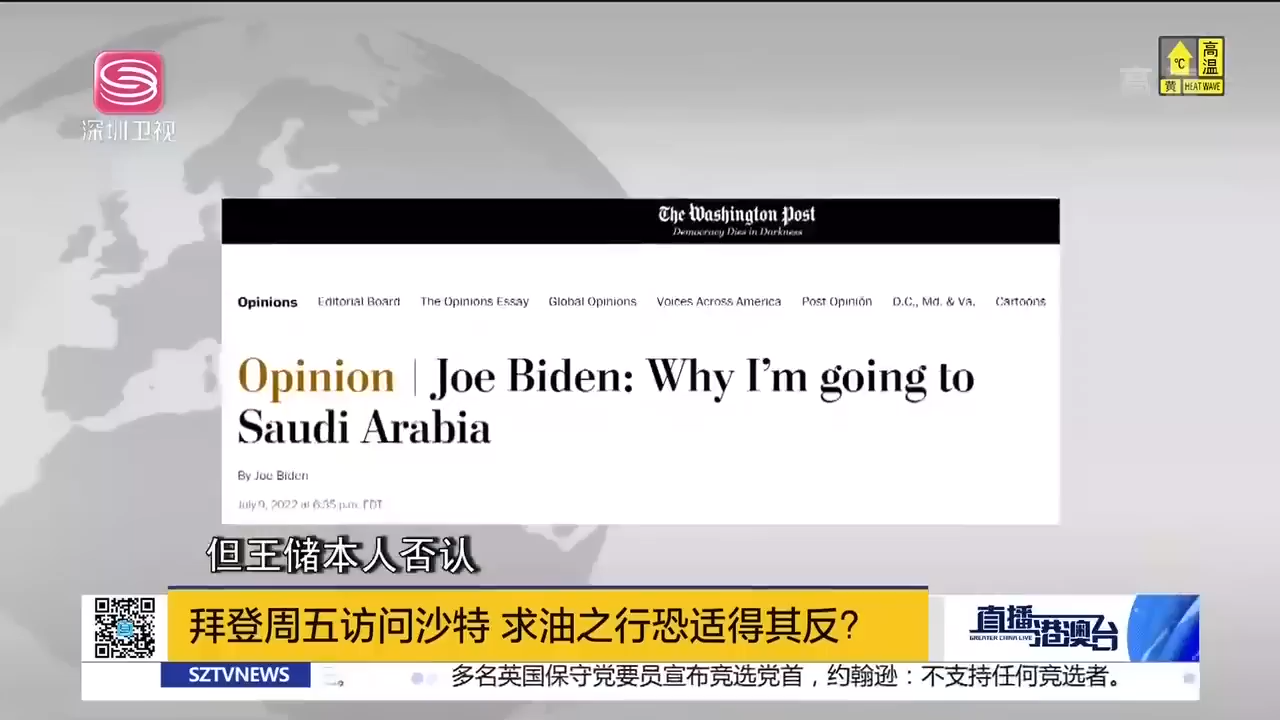 深圳卫视
高温
℃
黄 HEAT WAVE
The Washington Post
Democracy Dies in Darkness
Opinions Editorial Board The Opinions Essay Global Opinions Voices Across America Post Opinión D.C., Md. & Va. Cartoons
Opinion | Joe Biden: Why I'm going to
Saudi Arabia
By Joe Biden
July 9, 2022 at 6:35 p.m. EDT
但王储本人否认
拜登周五访问沙特 求油之行恐适得其反?
直播港澳台
GREATER CHINA LIVE
SZTVNEWS
多名英国保守党要员宣布竞选党首，约翰逊：不支持任何竞选者。